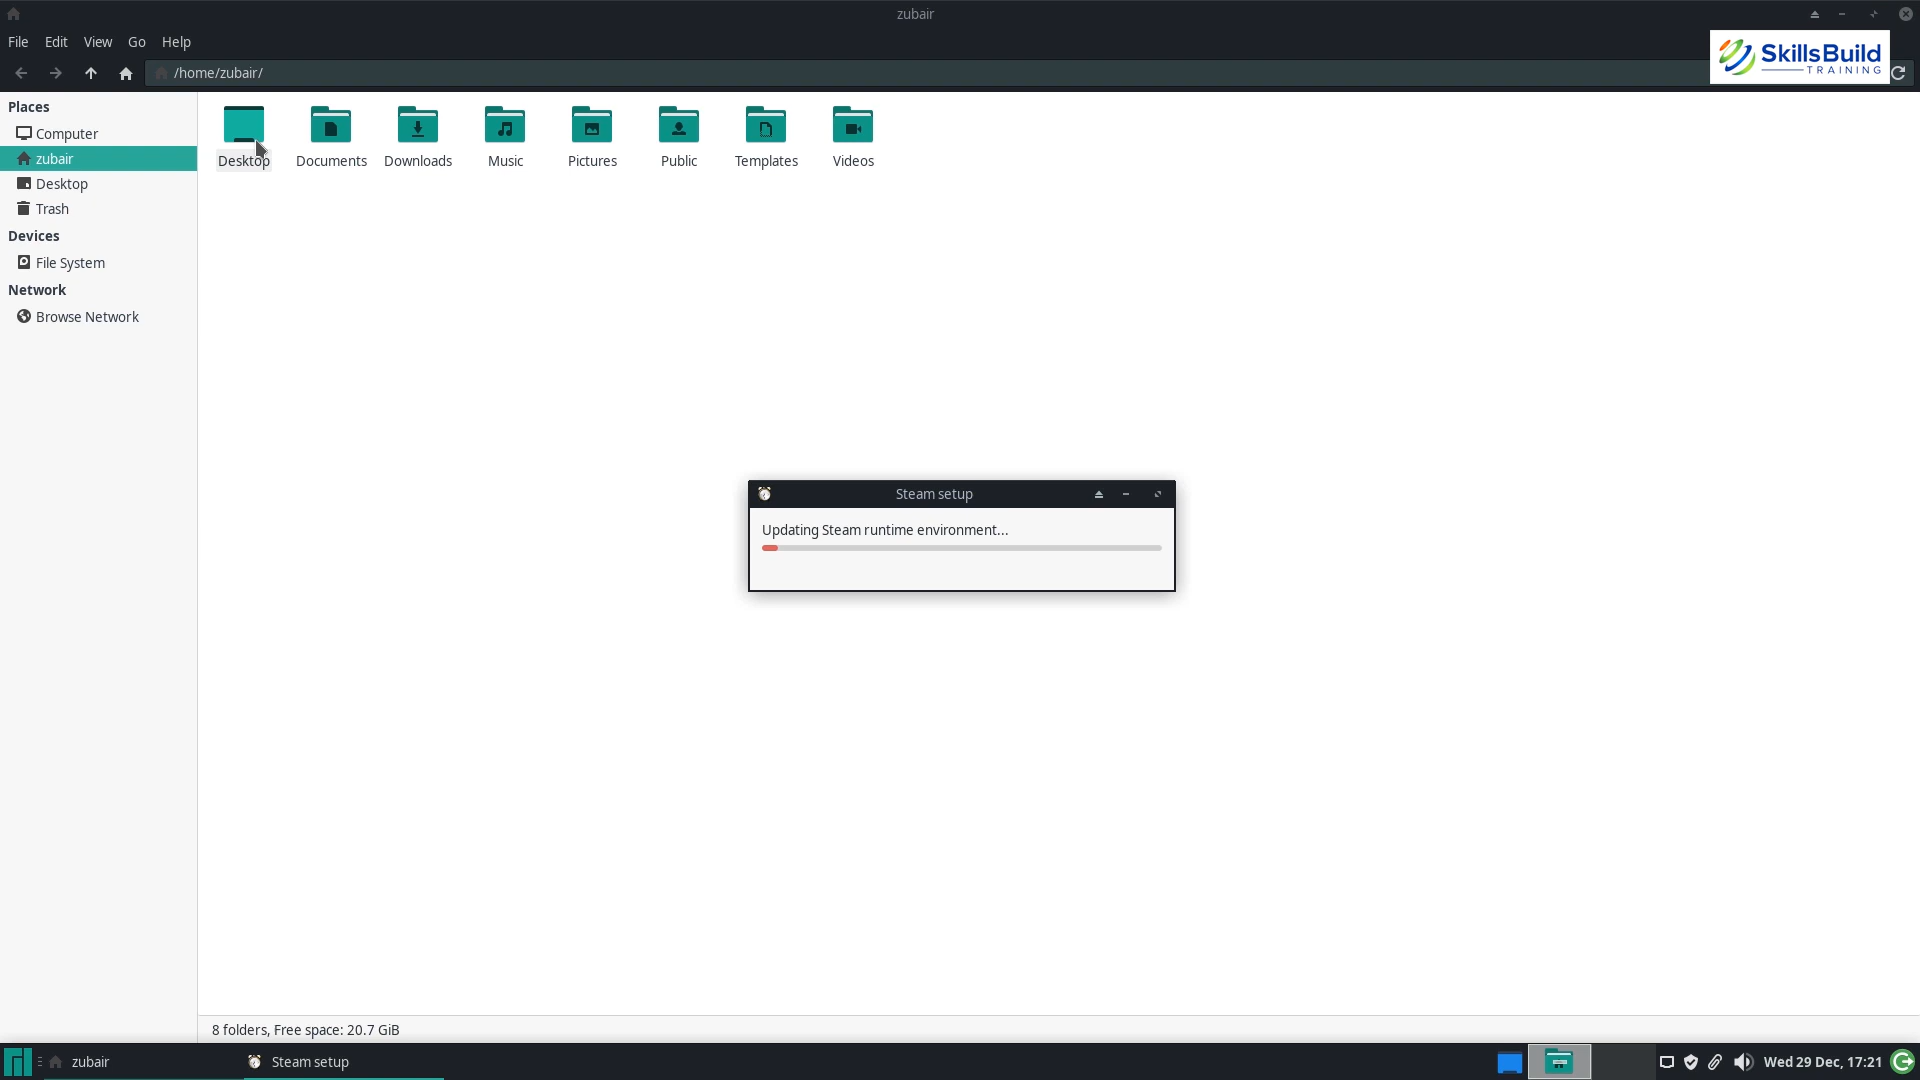 zubair
File Edit View Go Help
/home/zubair/
SkillsBuild
TRAINING
Places
Computer
zubair
Desktop
Trash
Devices
File System
Network
Browse Network
Desktop Documents Downloads Music Pictures Public Templates Videos
Steam setup
Updating Steam runtime environment...
8 folders, Free space: 20.7 GiB
zubair Steam setup Wed 29 Dec, 17:21